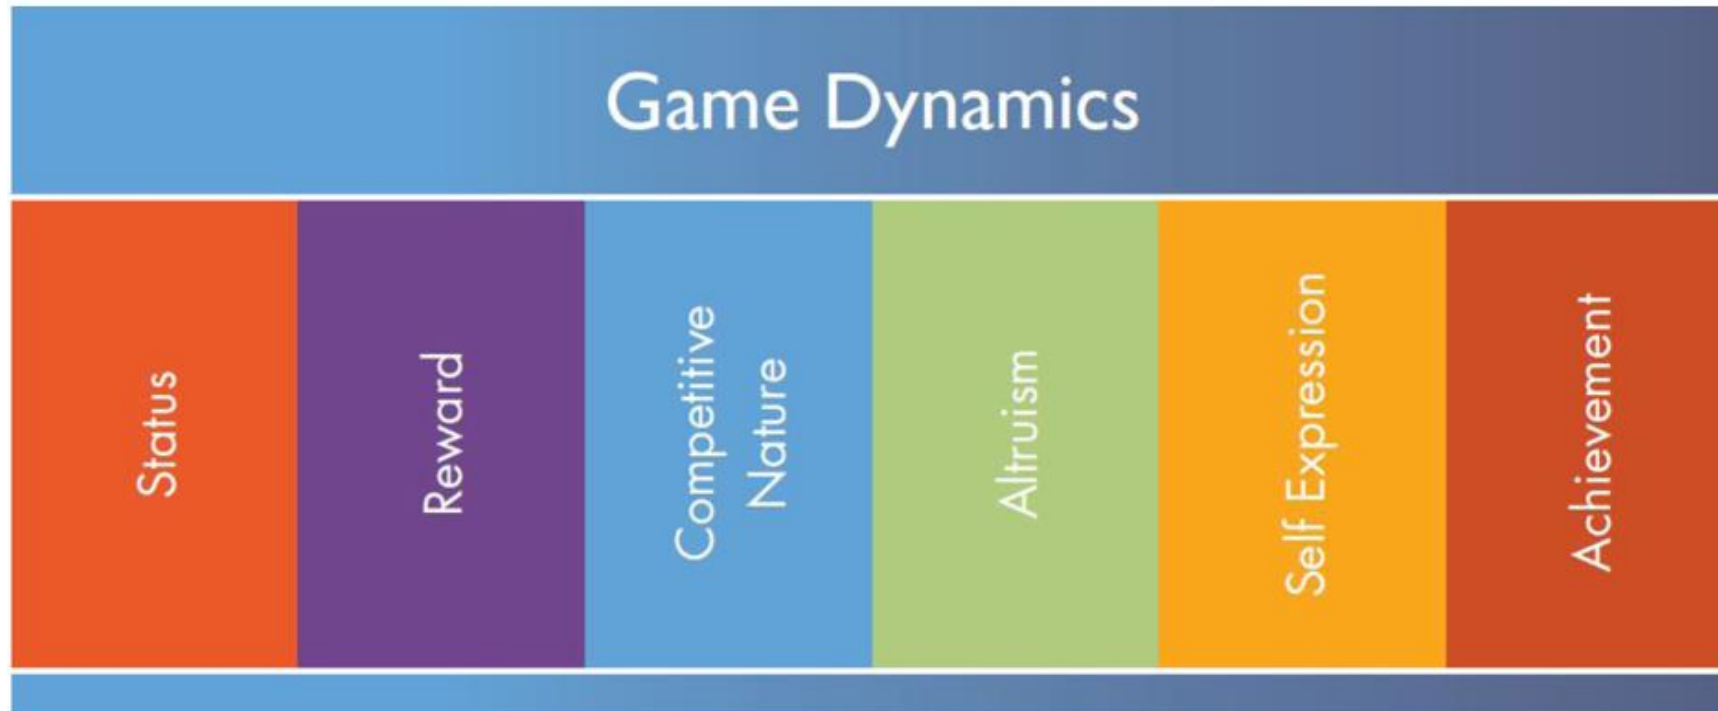 Game Dynamics
Status
Reward
Competitive
Nature
Altruism
Self Expression
Achievement